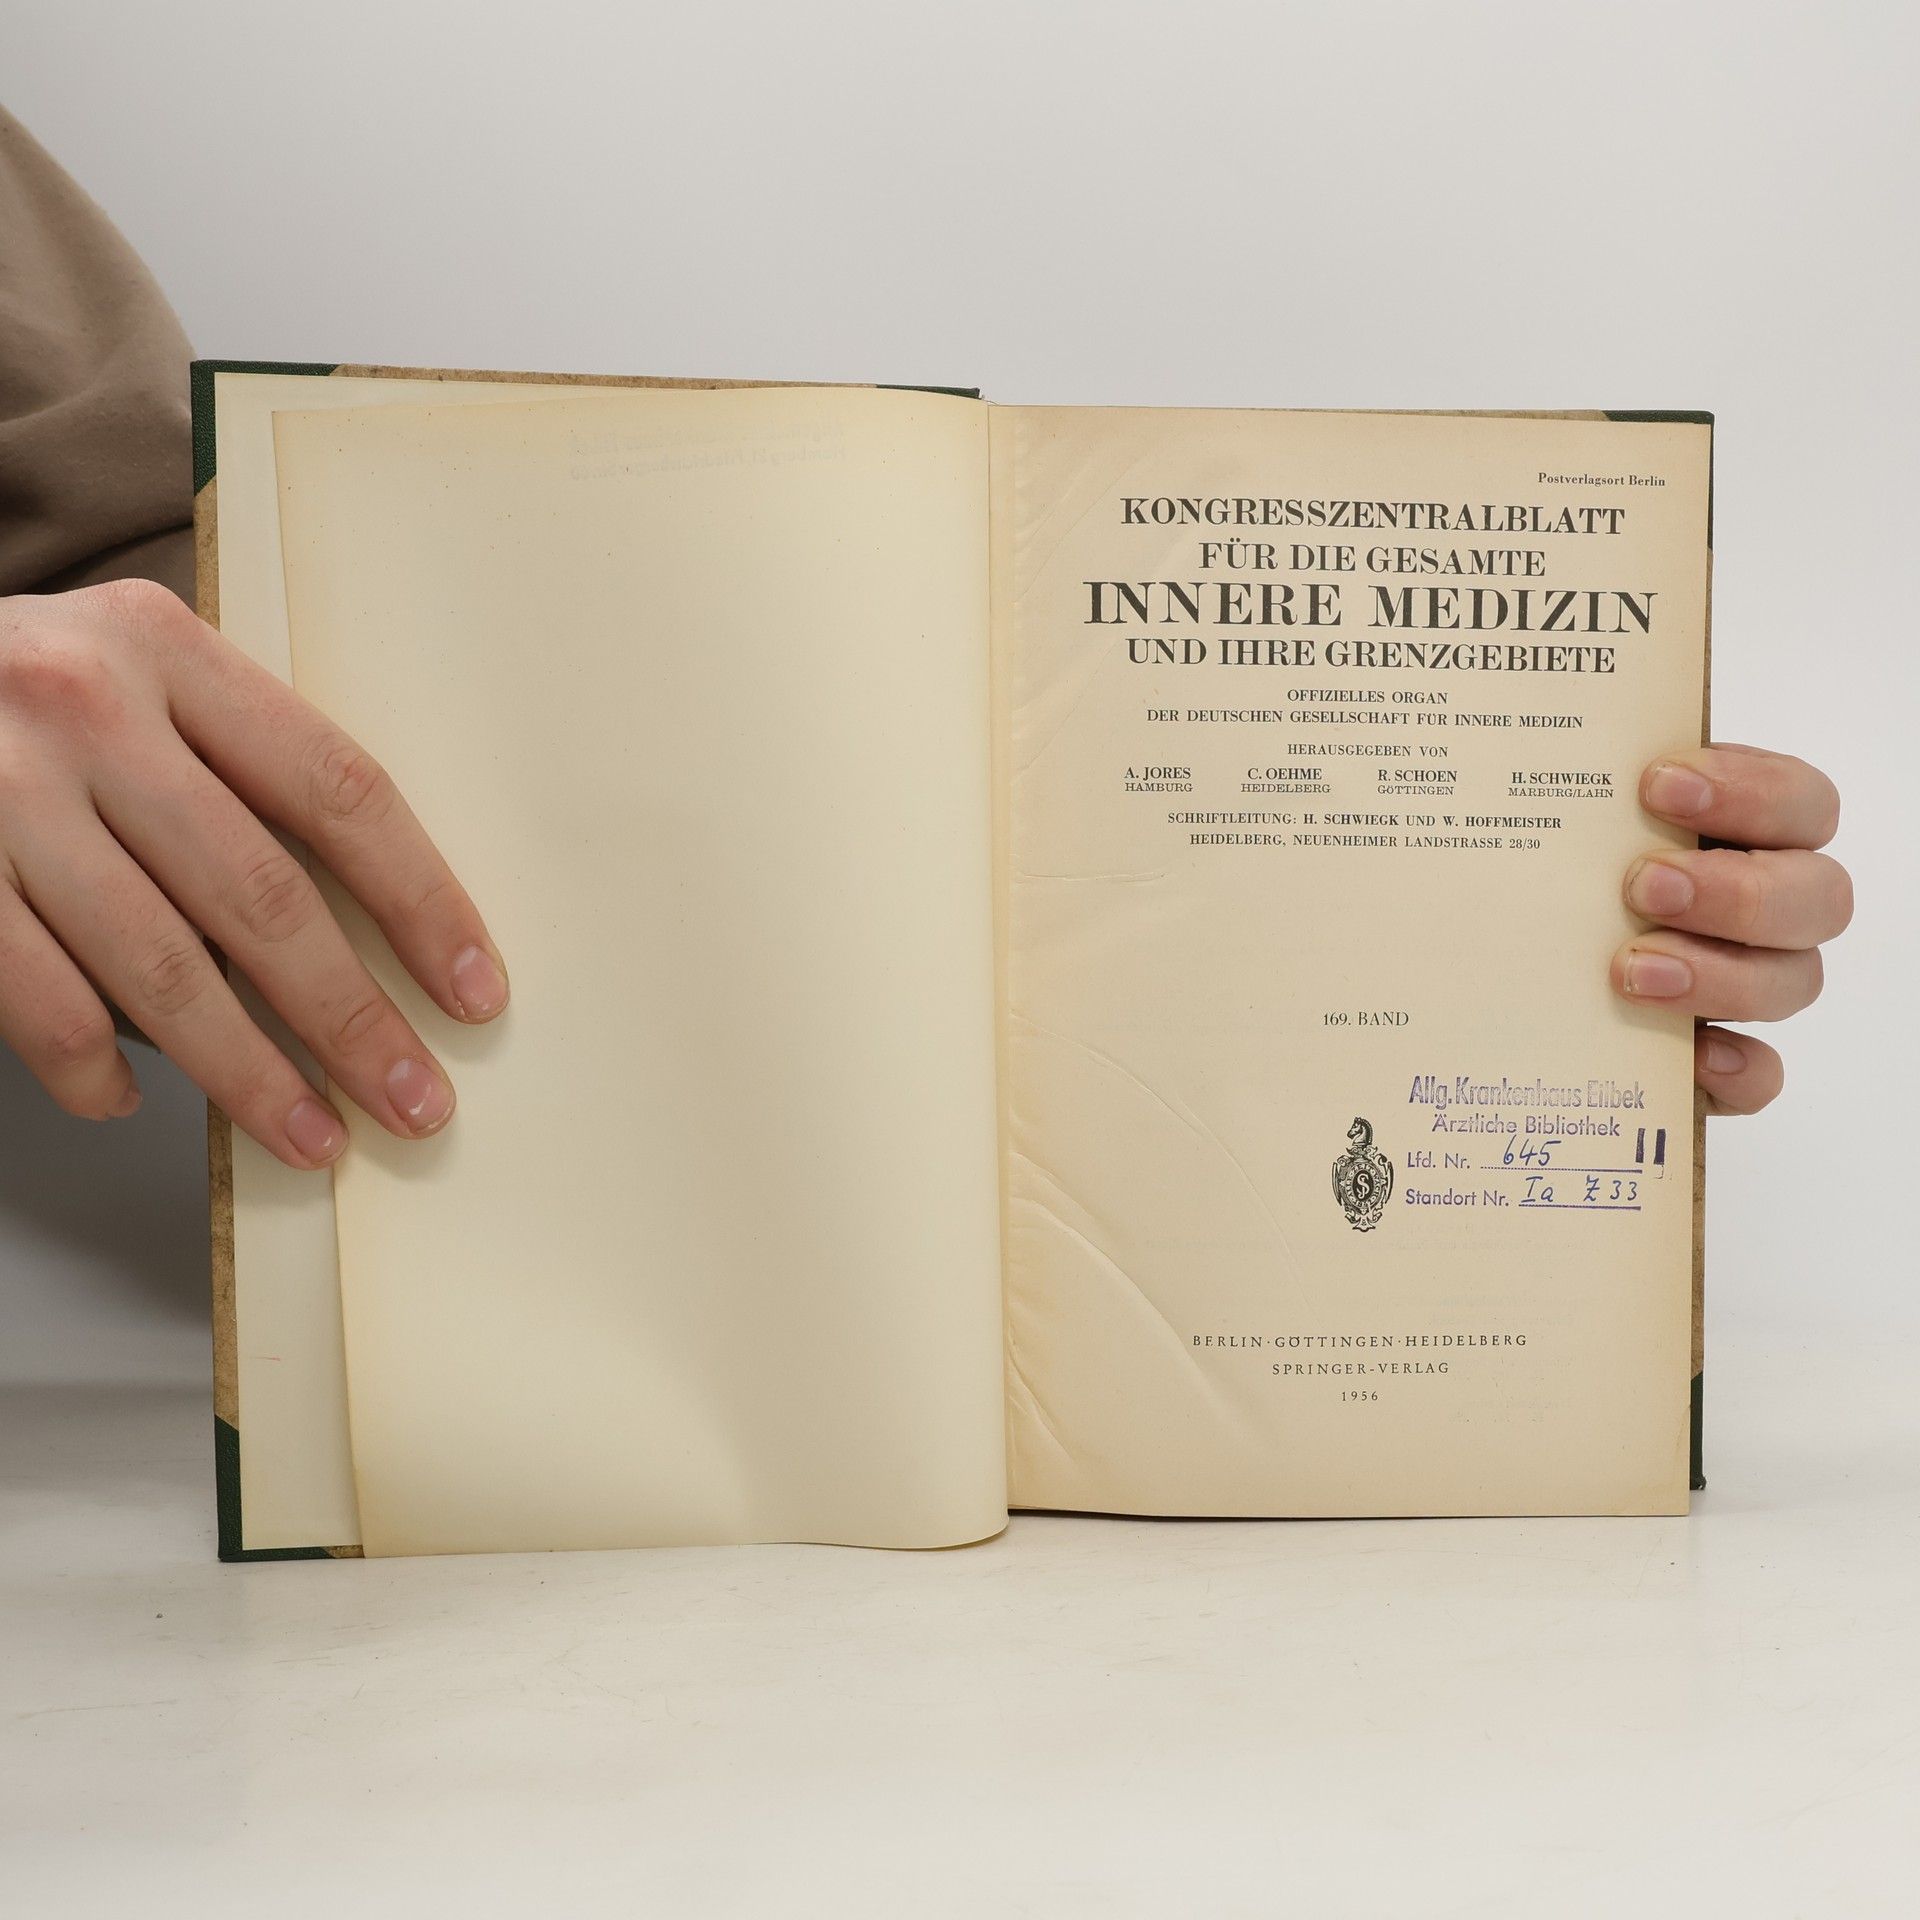 Postverlagsort Berlin
KONGRESSZENTRALBLATT
FÜR DIE GESAMTE
INNERE MEDIZIN
UND IHRE GRENZGEBIETE
OFFIZIELLES ORGAN
DER DEUTSCHEN GESELLSCHAFT FÜR INNERE MEDIZIN
HERAUSGEGEBEN VON
A. JORES C. OEHME R. SCHOEN H. SCHWIEGK
HAMBURG HEIDELBERG GÖTTINGEN MARBURG/LAHN
SCHRIFTLEITUNG: H. SCHWIEGK UND W. HOFFMEISTER
HEIDELBERG, NEUENHEIMER LANDSTRASSE 28/30
169. BAND
Allg. Krankenhaus Eilbek
Ärztliche Bibliothek
Lfd. Nr. 645
Standort Nr. Ia Z 33
BERLIN · GÖTTINGEN · HEIDELBERG
SPRINGER-VERLAG
1956